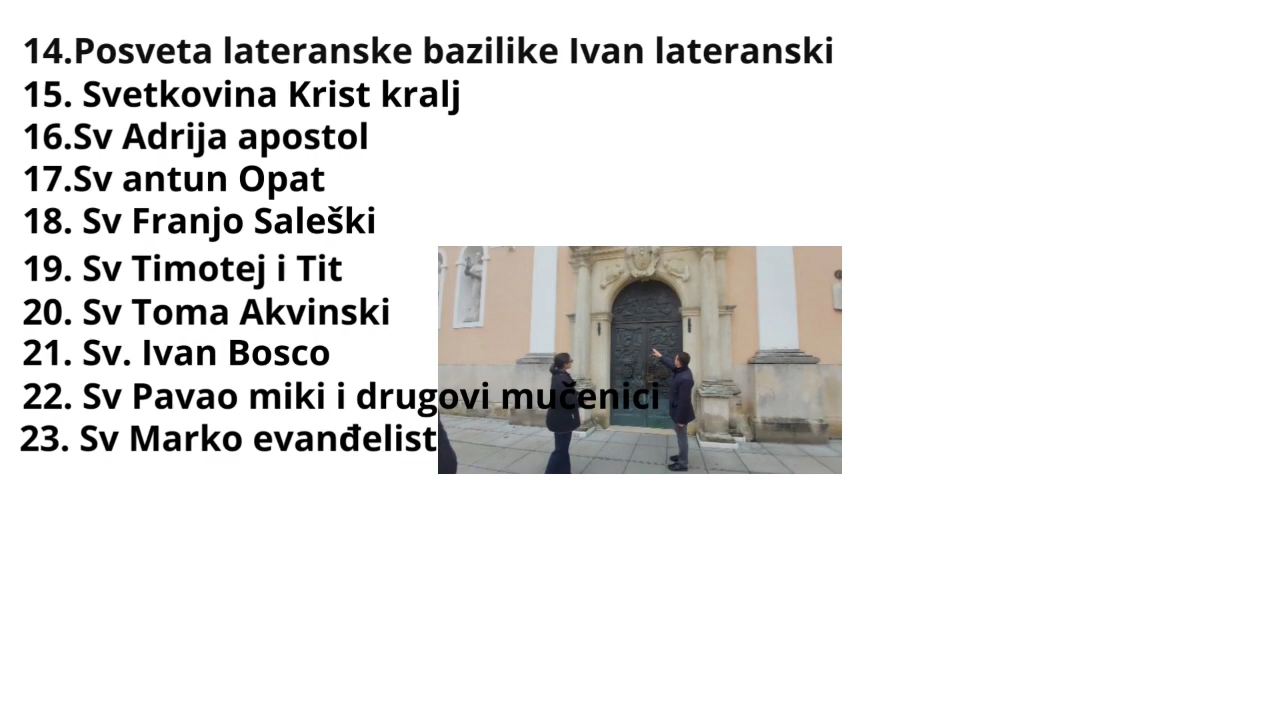 14.Posveta lateranske bazilike Ivan lateranski
15. Svetkovina Krist kralj
16.Sv Adrija apostol
17.Sv antun Opat
18. Sv Franjo Saleški
19. Sv Timotej i Tit
20. Sv Toma Akvinski
21. Sv. Ivan Bosco
22. Sv Pavao miki i drugovi mučenici
23. Sv Marko evanđelist